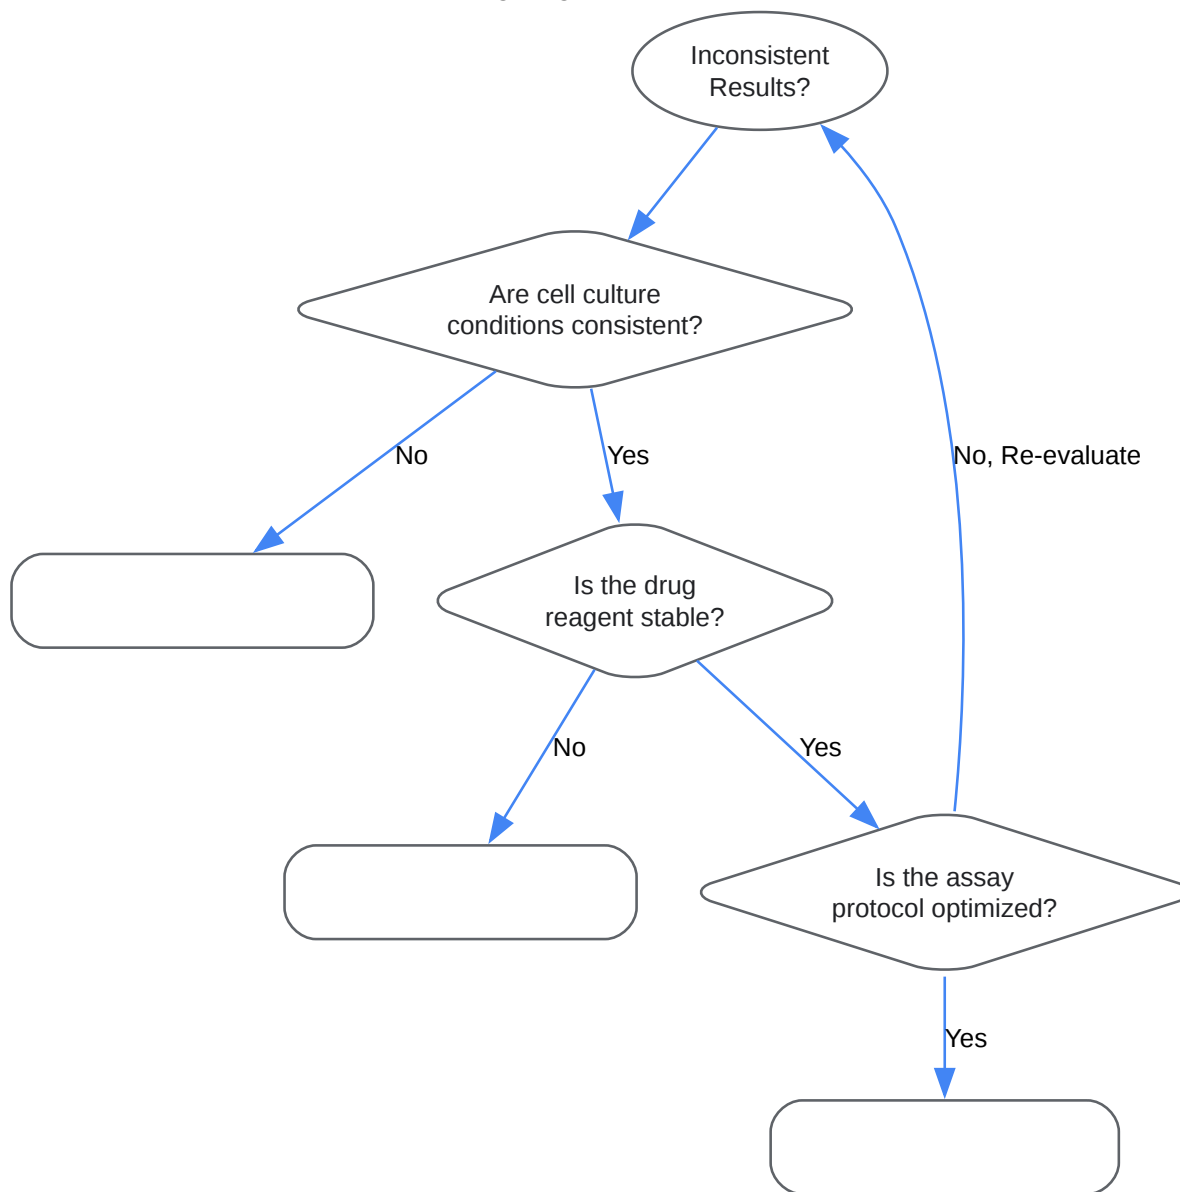 Inconsistent
Results?
Are cell culture
conditions consistent?
No
Yes
No, Re-evaluate
Is the drug
reagent stable?
No
Yes
Is the assay
protocol optimized?
Yes